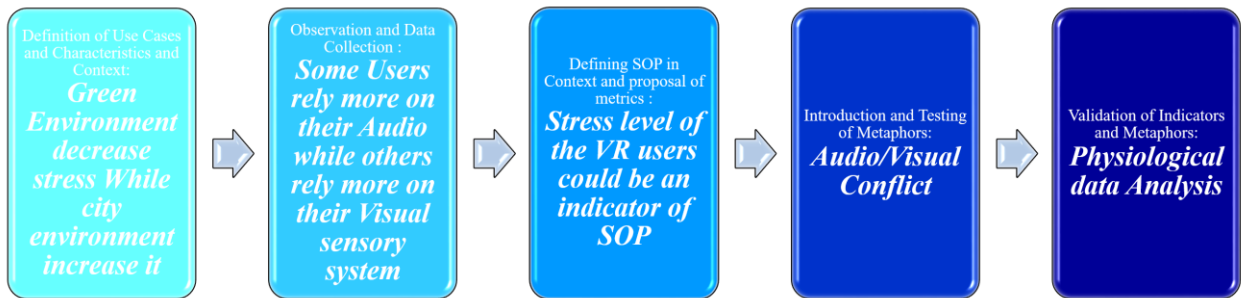 Definition of Use Cases
and Characteristics and
Context:
Green
Environment
decrease
stress While
city
environment
increase it
Observation and Data
Collection :
Some Users
rely more on
their Audio
while others
rely more on
their Visual
sensory
system
Defining SOP in
Context and proposal of
metrics :
Stress level of
the VR users
could be an
indicator of
SOP
Introduction and Testing
of Metaphors:
Audio/Visual
Conflict
Validation of Indicators
and Metaphors:
Physiological
data Analysis